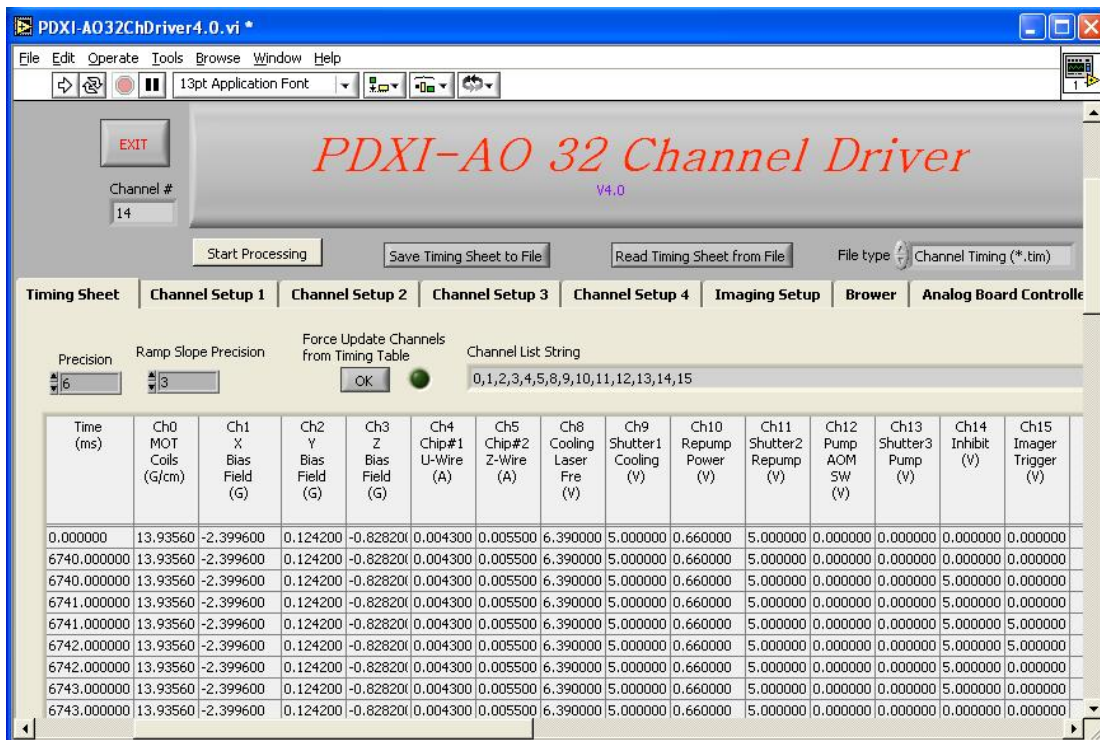 PDXI-AO32ChDriver4.0.vi *
File Edit Operate Tools Browse Window Help
13pt Application Font
1
EXIT
PDXI-AO 32 Channel Driver
V4.0
Channel #
14
Start Processing Save Timing Sheet to File Read Timing Sheet from File File type Channel Timing (*.tim)
Timing Sheet Channel Setup 1 Channel Setup 2 Channel Setup 3 Channel Setup 4 Imaging Setup Brower Analog Board Controlle
Precision Ramp Slope Precision Force Update Channels from Timing Table Channel List String
6 3 OK 0,1,2,3,4,5,8,9,10,11,12,13,14,15
Time (ms) Ch0 MOT Coils (G/cm) Ch1 X Bias Field (G) Ch2 Y Bias Field (G) Ch3 Z Bias Field (G) Ch4 Chip#1 U-Wire (A) Ch5 Chip#2 Z-Wire (A) Ch8 Cooling Laser Fre (V) Ch9 Shutter1 Cooling (V) Ch10 Repump Power (V) Ch11 Shutter2 Repump (V) Ch12 Pump AOM SW (V) Ch13 Shutter3 Pump (V) Ch14 Inhibit (V) Ch15 Imager Trigger (V)
0.000000 13.93560 -2.399600 0.124200 -0.82820( 0.004300 0.005500 6.390000 5.000000 0.660000 5.000000 0.000000 0.000000 0.000000 0.000000
6740.000000 13.93560 -2.399600 0.124200 -0.82820( 0.004300 0.005500 6.390000 5.000000 0.660000 5.000000 0.000000 0.000000 0.000000 0.000000
6740.000000 13.93560 -2.399600 0.124200 -0.82820( 0.004300 0.005500 6.390000 5.000000 0.660000 5.000000 0.000000 0.000000 5.000000 0.000000
6741.000000 13.93560 -2.399600 0.124200 -0.82820( 0.004300 0.005500 6.390000 5.000000 0.660000 5.000000 0.000000 0.000000 5.000000 0.000000
6741.000000 13.93560 -2.399600 0.124200 -0.82820( 0.004300 0.005500 6.390000 5.000000 0.660000 5.000000 0.000000 0.000000 5.000000 5.000000
6742.000000 13.93560 -2.399600 0.124200 -0.82820( 0.004300 0.005500 6.390000 5.000000 0.660000 5.000000 0.000000 0.000000 5.000000 5.000000
6742.000000 13.93560 -2.399600 0.124200 -0.82820( 0.004300 0.005500 6.390000 5.000000 0.660000 5.000000 0.000000 0.000000 5.000000 0.000000
6743.000000 13.93560 -2.399600 0.124200 -0.82820( 0.004300 0.005500 6.390000 5.000000 0.660000 5.000000 0.000000 0.000000 5.000000 0.000000
6743.000000 13.93560 -2.399600 0.124200 -0.82820( 0.004300 0.005500 6.390000 5.000000 0.660000 5.000000 0.000000 0.000000 0.000000 0.000000